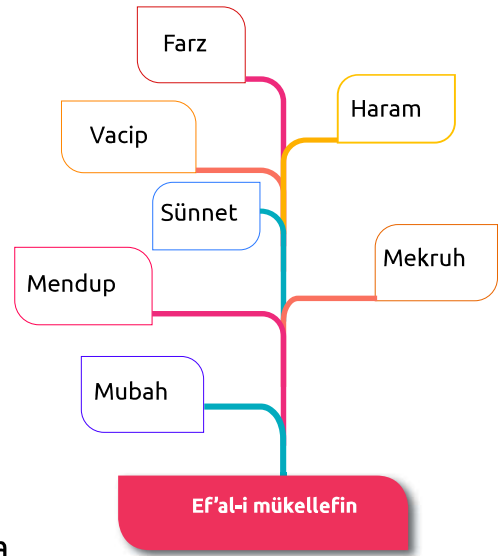 Farz
Haram
Vacip
Sünnet
Mekruh
Mendup
Mubah
Ef’al-i mükellefin